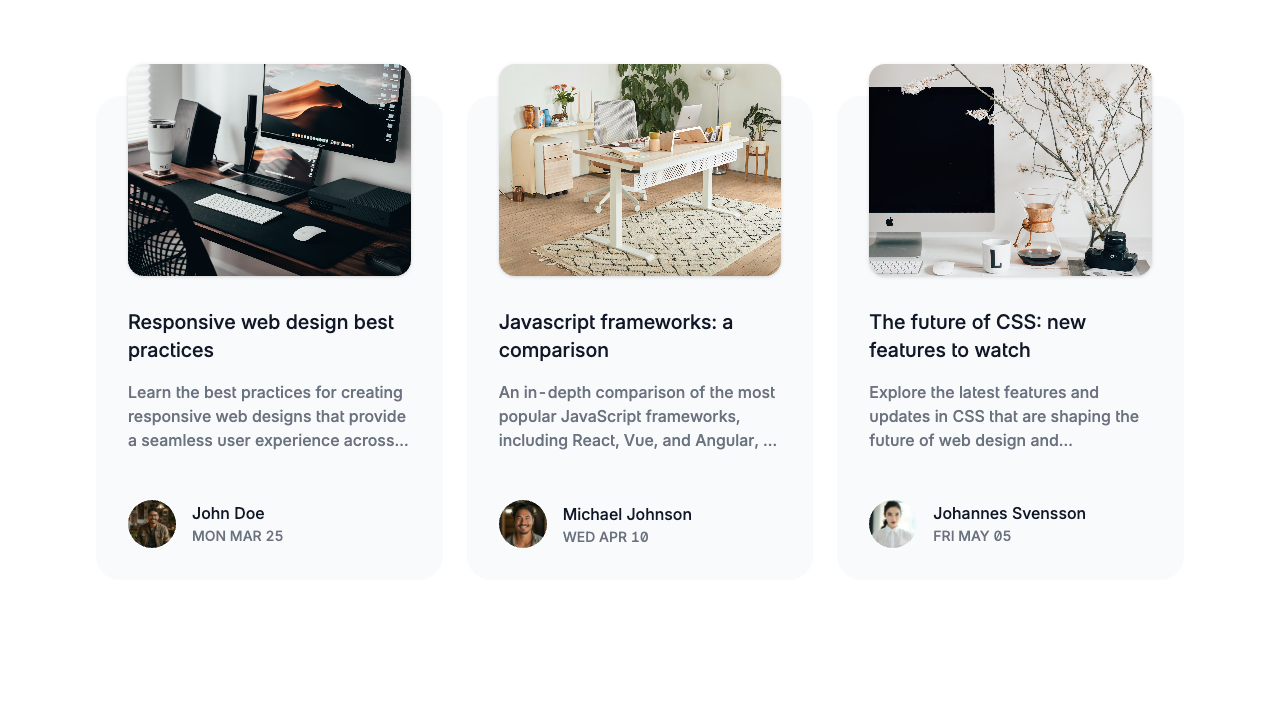 Responsive web design best
practices
Learn the best practices for creating
responsive web designs that provide
a seamless user experience across...
John Doe
MON MAR 25
Javascript frameworks: a
comparison
An in-depth comparison of the most
popular JavaScript frameworks,
including React, Vue, and Angular, ...
Michael Johnson
WED APR 10
L
The future of CSS: new
features to watch
Explore the latest features and
updates in CSS that are shaping the
future of web design and...
Johannes Svensson
FRI MAY 05